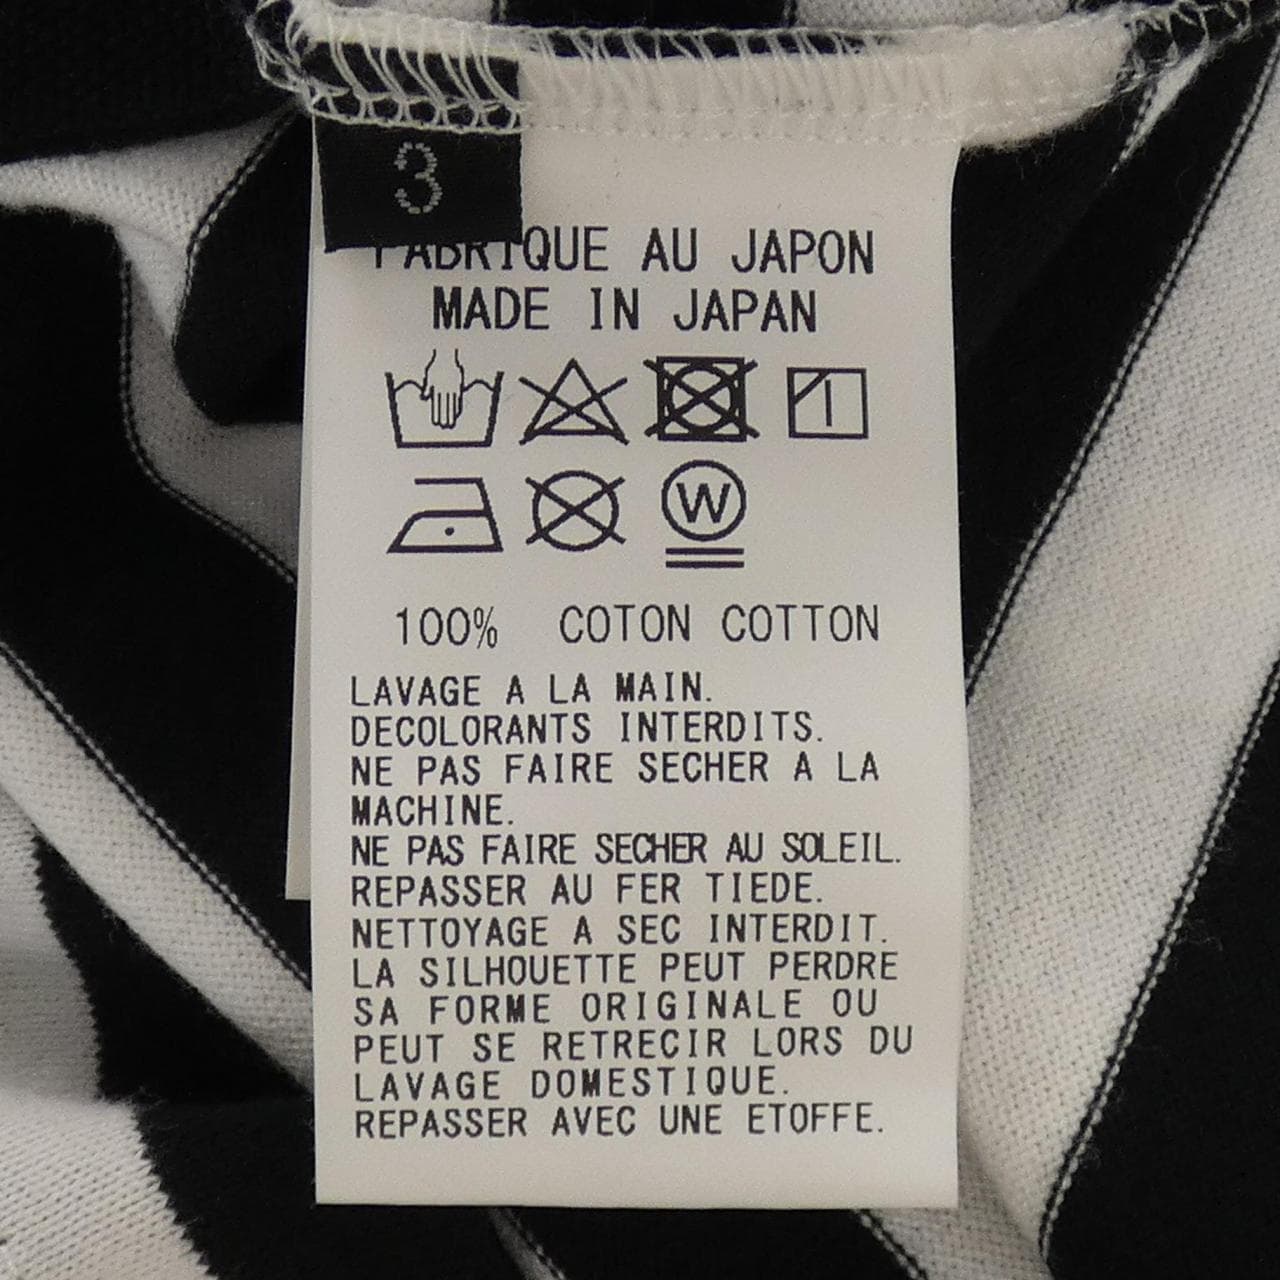 3
FABRIQUE AU JAPON
MADE IN JAPAN
W
100% COTON COTTON
LAVAGE A LA MAIN.
DECOLORANTS INTERDITS.
NE PAS FAIRE SECHER A LA
MACHINE.
NE PAS FAIRE SECHER AU SOLEIL.
REPASSER AU FER TIEDE.
NETTOYAGE A SEC INTERDIT.
LA SILHOUETTE PEUT PERDRE
SA FORME ORIGINALE OU
PEUT SE RETRECIR LORS DU
LAVAGE DOMESTIQUE.
REPASSER AVEC UNE ETOFFE.